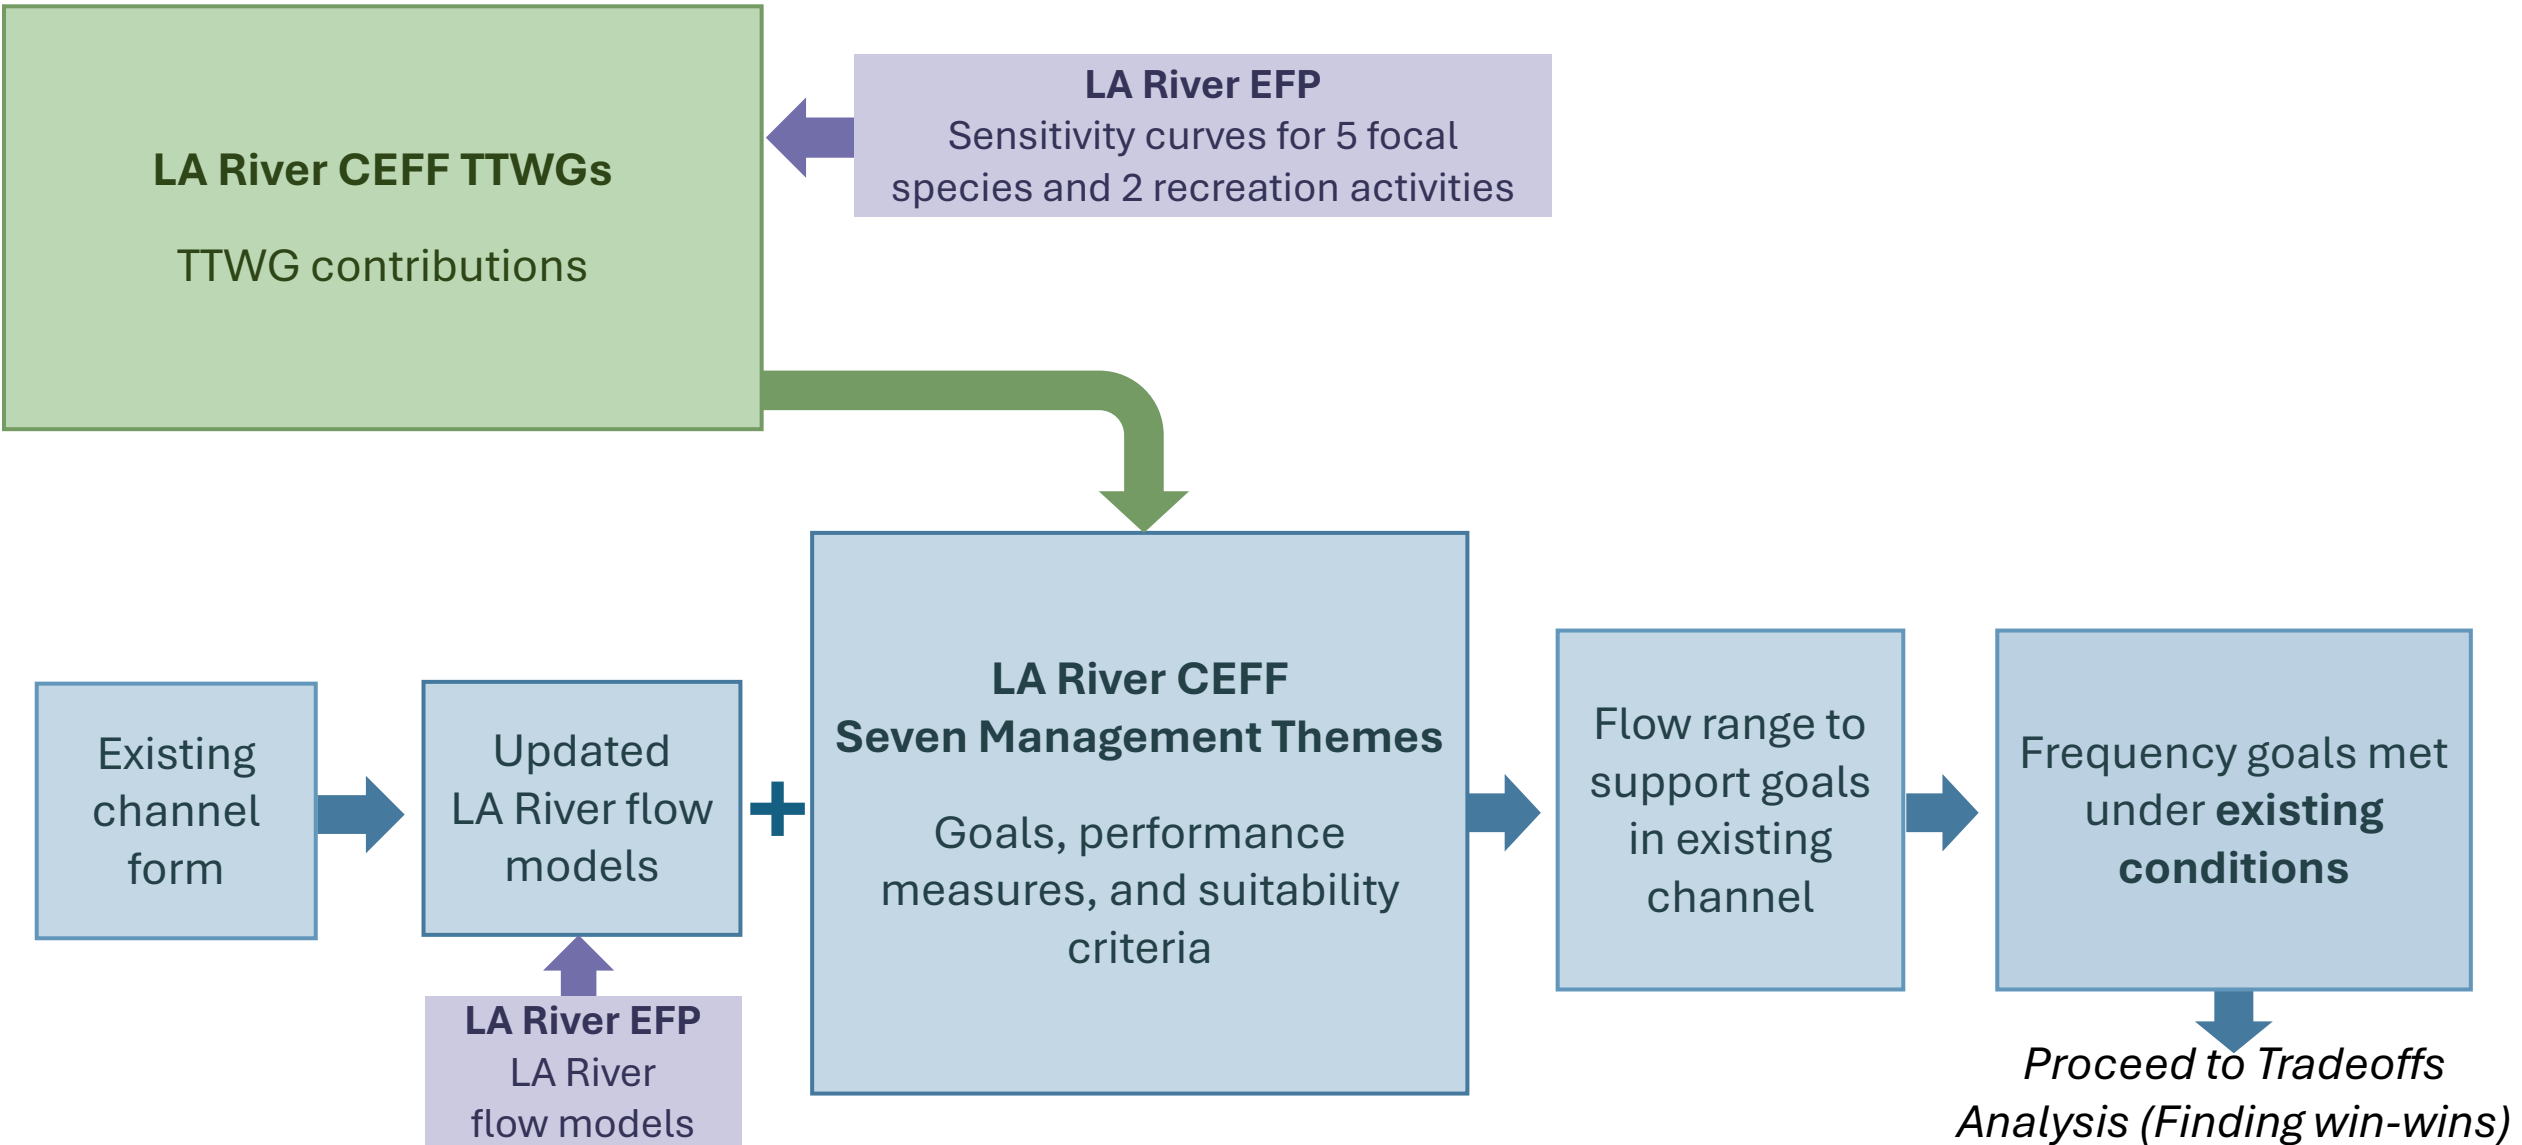 LA River CEFF TTWGs
TTWG contributions
LA River EFP
Sensitivity curves for 5 focal
species and 2 recreation activities
Existing
channel
form
Updated
LA River flow
models
+
LA River EFP
LA River
flow models
LA River CEFF
Seven Management Themes
Goals, performance
measures, and suitability
criteria
Flow range to
support goals
in existing
channel
Frequency goals met
under existing
conditions
Proceed to Tradeoffs
Analysis (Finding win-wins)